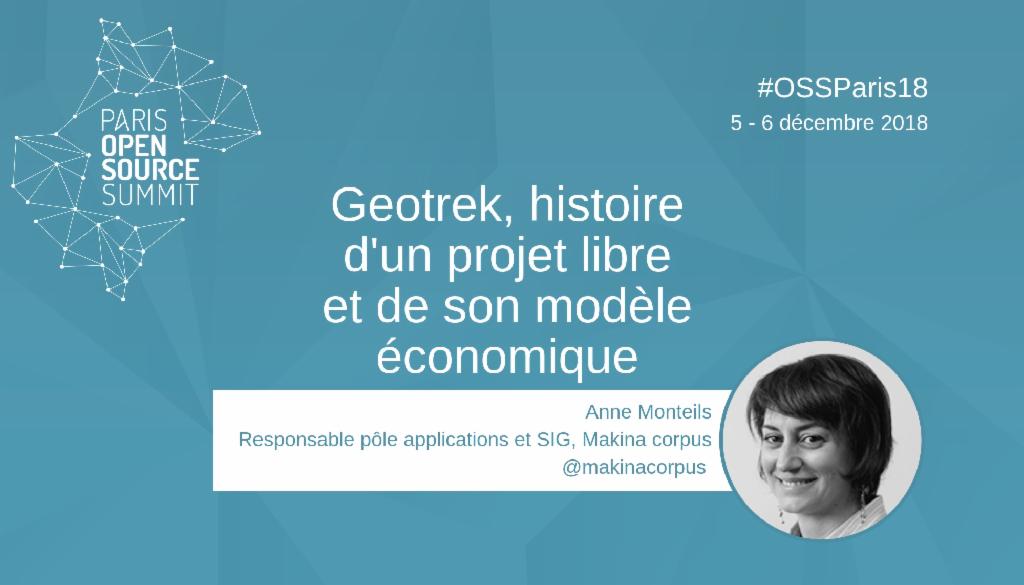 PARIS
OPEN
SOURCE
SUMMIT
#OSSParis18
5 - 6 décembre 2018
Geotrek, histoire
d'un projet libre
et de son modèle
économique
Anne Monteils
Responsable pôle applications et SIG, Makina corpus
@makinacorpus